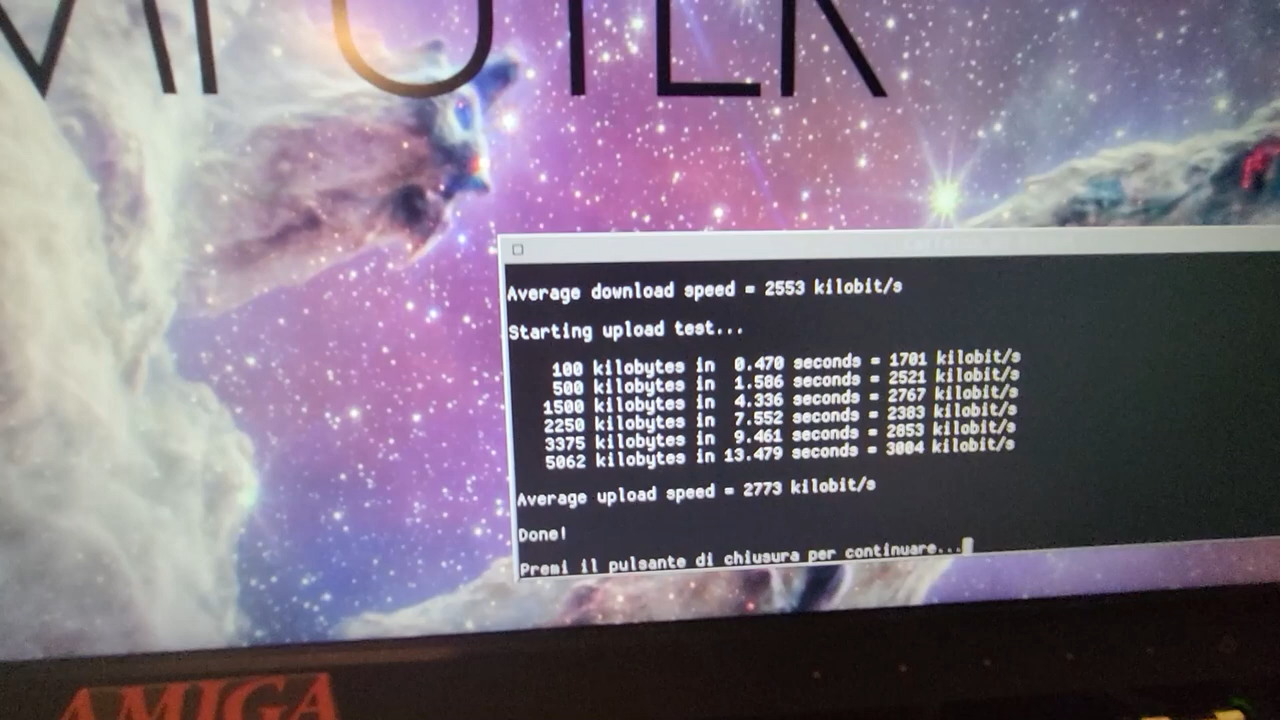 MPUTER
Average download speed = 2553 kilobit/s
Starting upload test...
100 kilobytes in 0.470 seconds = 1701 kilobit/s
500 kilobytes in 1.586 seconds = 2521 kilobit/s
1500 kilobytes in 4.336 seconds = 2767 kilobit/s
2250 kilobytes in 7.552 seconds = 2383 kilobit/s
3375 kilobytes in 9.461 seconds = 2853 kilobit/s
5062 kilobytes in 13.479 seconds = 3004 kilobit/s
Average upload speed = 2773 kilobit/s
Done!
Premi il pulsante di chiusura per continuare...
AMIGA